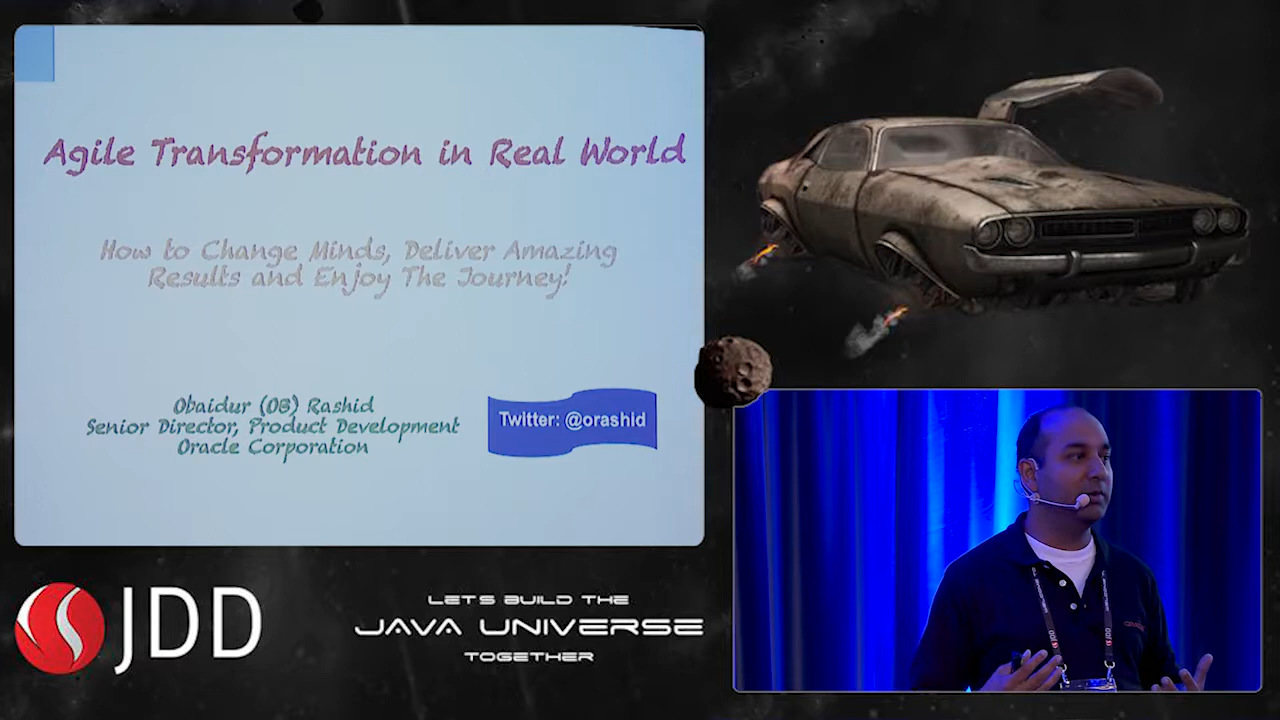 Agile Transformation in Real World
How to Change Minds, Deliver Amazing
Results and Enjoy The Journey!
Obaidur (OB) Rashid
Senior Director, Product Development
Oracle Corporation
Twitter: @orashid
JDD
LETS BUILD THE
JAVA UNIVERSE
TOGETHER